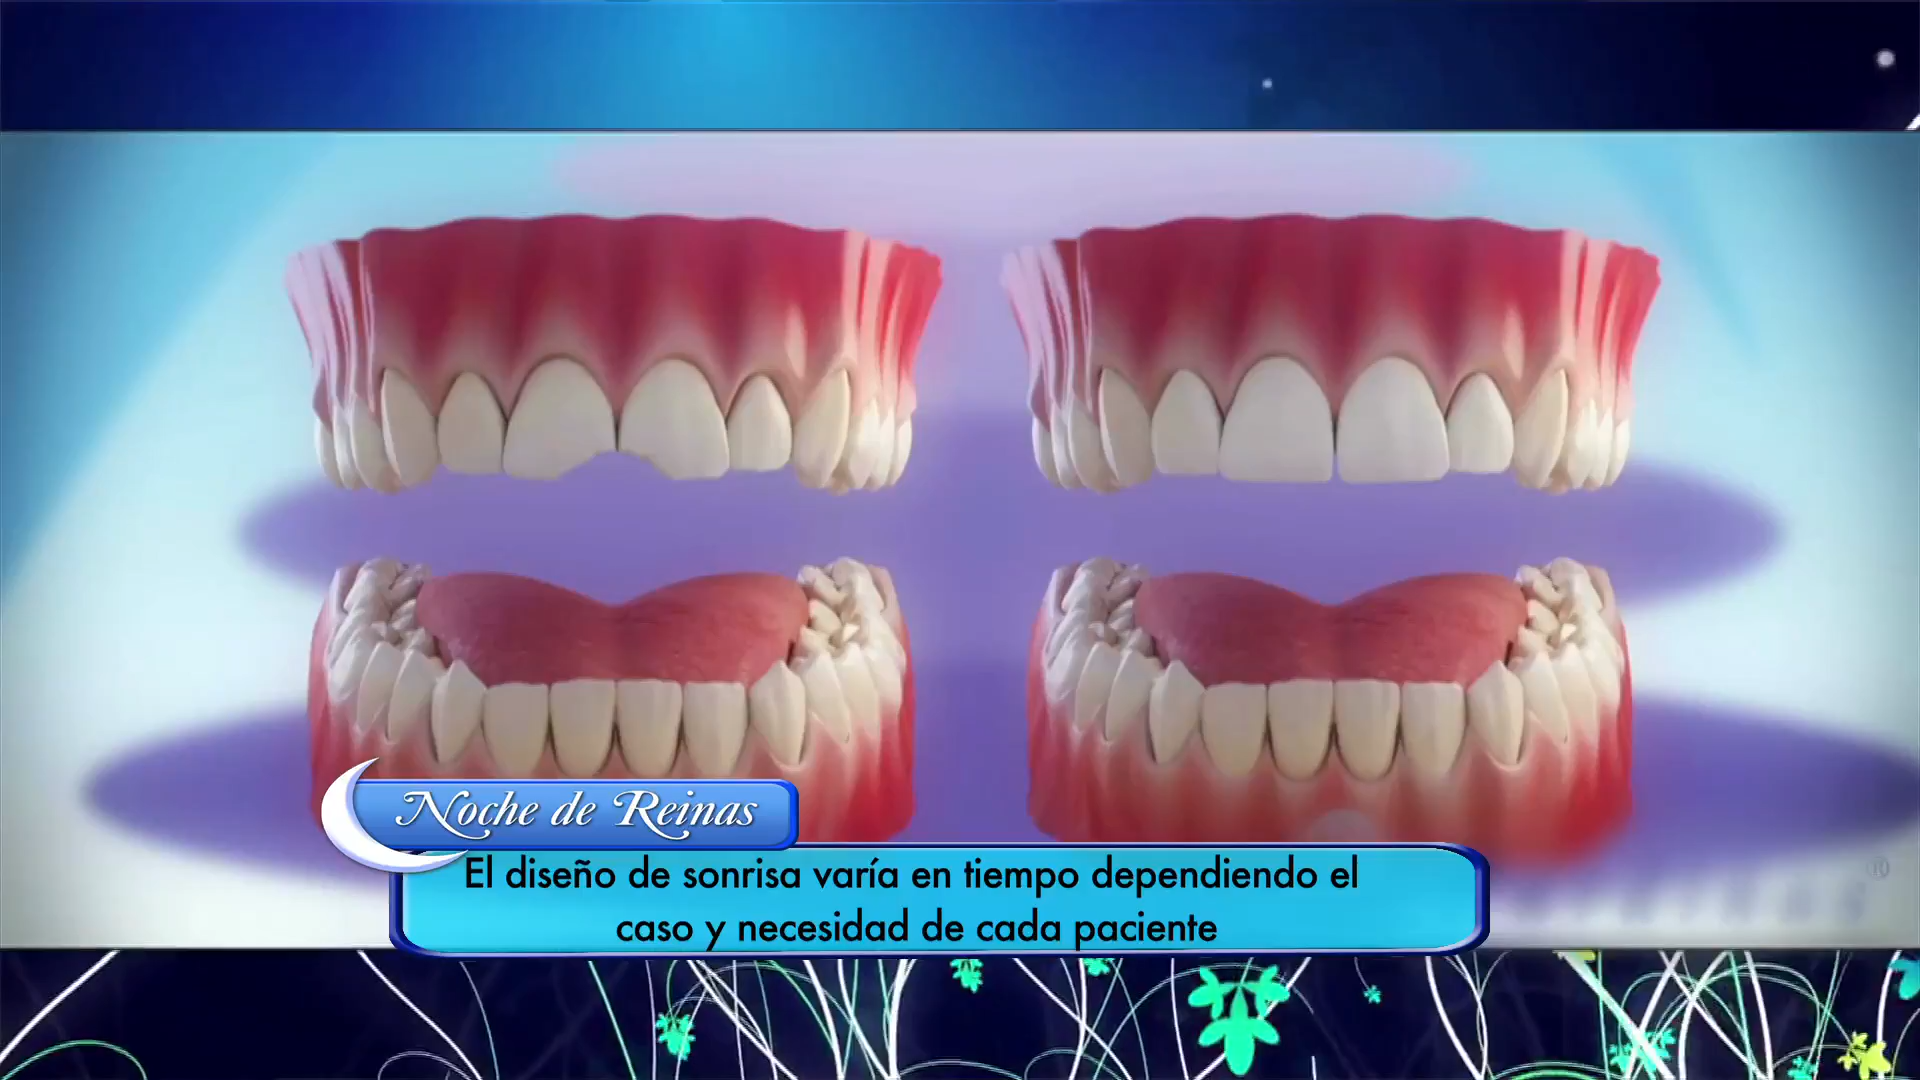 Noche de Reinas
El diseño de sonrisa varía en tiempo dependiendo el
caso y necesidad de cada paciente
®